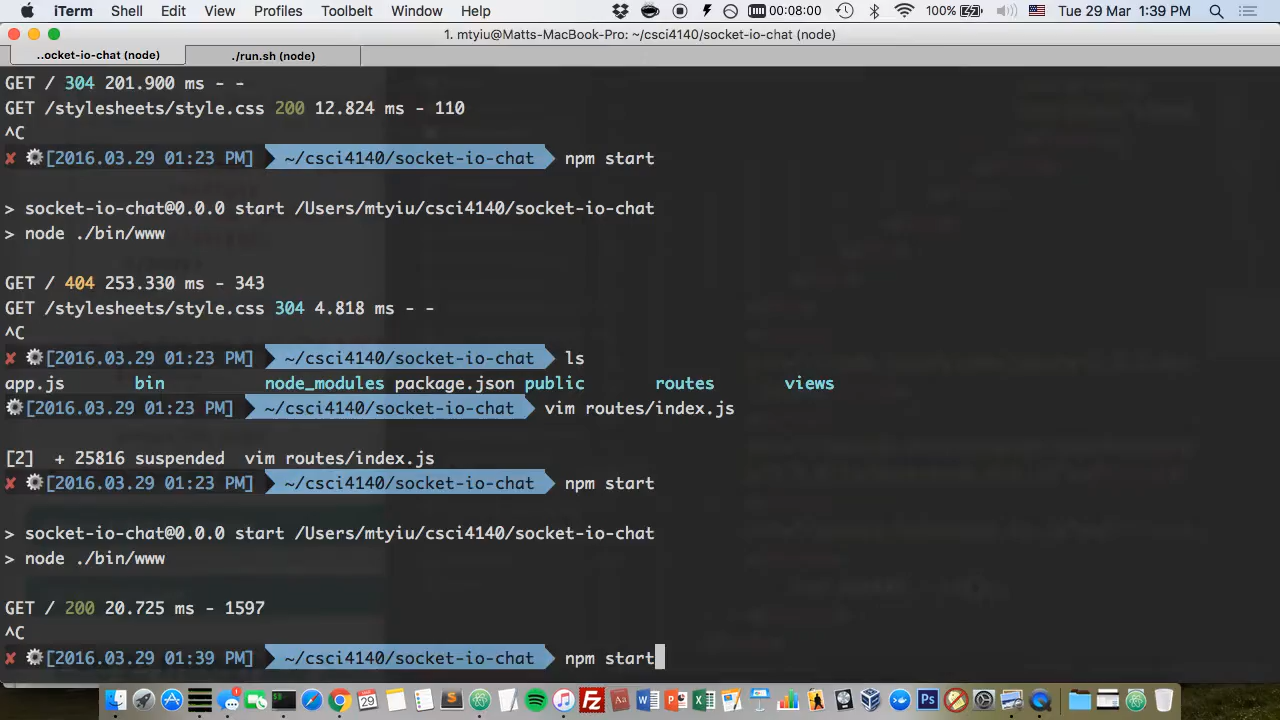 iTerm Shell Edit View Profiles Toolbelt Window Help 00:08:00 100% Tue 29 Mar 1:39 PM
1. mtyiu@Matts-MacBook-Pro: ~/csci4140/socket-io-chat (node)
..ocket-io-chat (node) ./run.sh (node)
GET / 304 201.900 ms - -
GET /stylesheets/style.css 200 12.824 ms - 110
^C
✘ [2016.03.29 01:23 PM] ~/csci4140/socket-io-chat npm start
> socket-io-chat@0.0.0 start /Users/mtyiu/csci4140/socket-io-chat
> node ./bin/www
GET / 404 253.330 ms - 343
GET /stylesheets/style.css 304 4.818 ms - -
^C
✘ [2016.03.29 01:23 PM] ~/csci4140/socket-io-chat ls
app.js bin node_modules package.json public routes views
[2016.03.29 01:23 PM] ~/csci4140/socket-io-chat vim routes/index.js
[2] + 25816 suspended vim routes/index.js
✘ [2016.03.29 01:23 PM] ~/csci4140/socket-io-chat npm start
> socket-io-chat@0.0.0 start /Users/mtyiu/csci4140/socket-io-chat
> node ./bin/www
GET / 200 20.725 ms - 1597
^C
✘ [2016.03.29 01:39 PM] ~/csci4140/socket-io-chat npm start